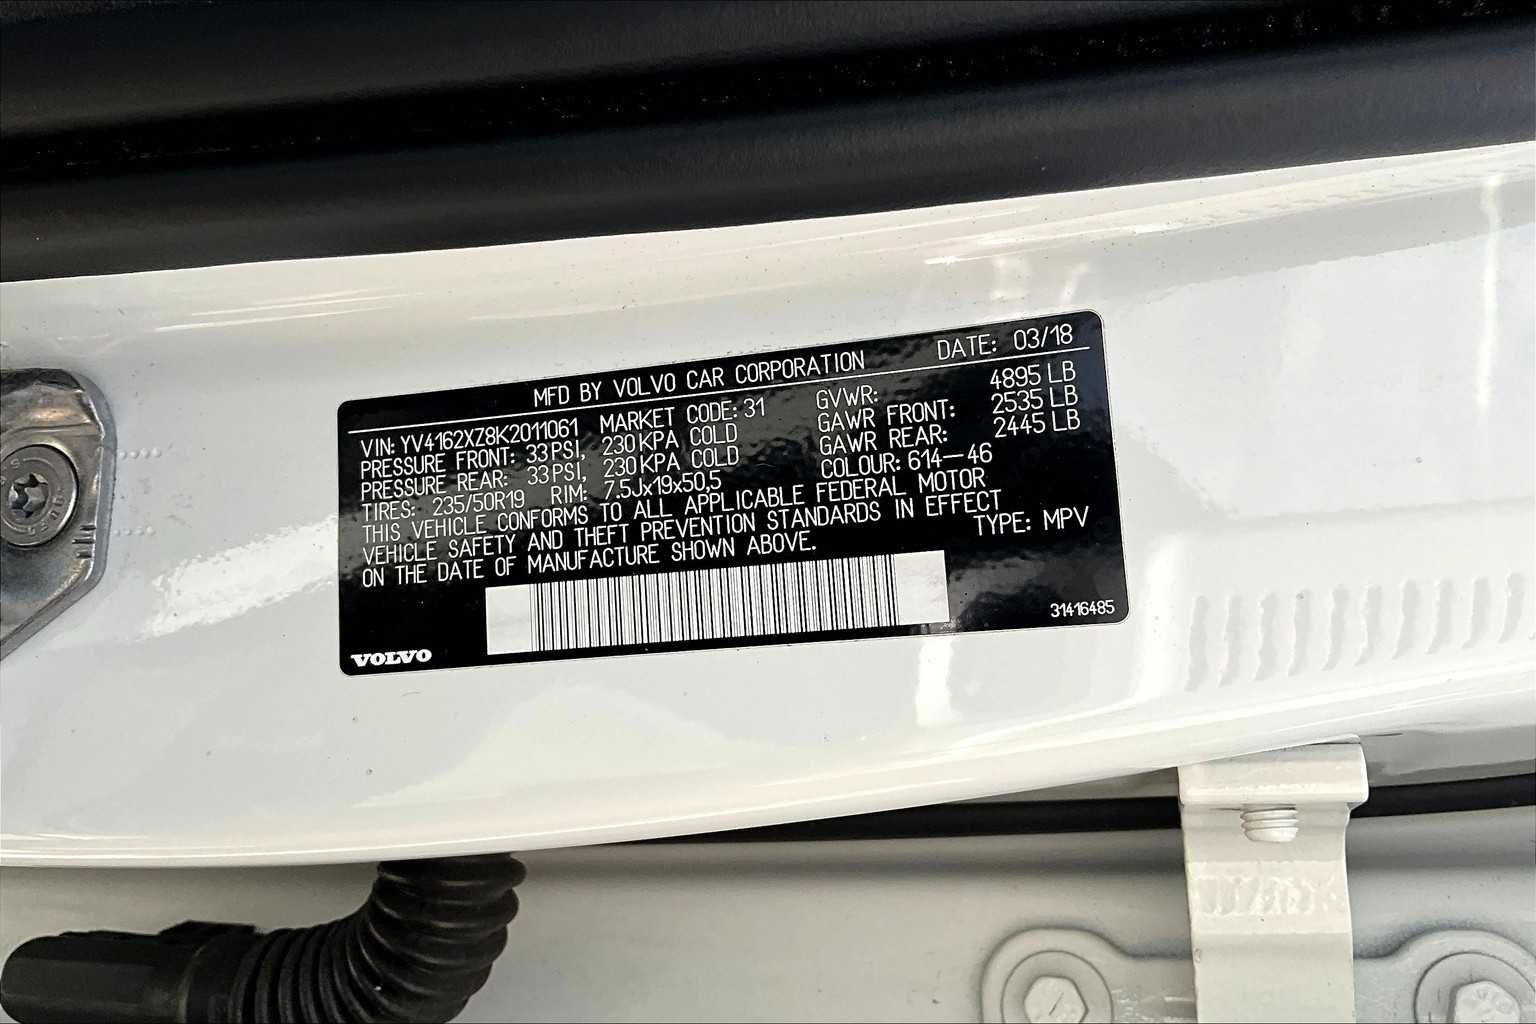 MFD BY VOLVO CAR CORPORATION DATE: 03/18
VIN: YV4162XZ8K2011061 MARKET CODE: 31 GVWR: 4895 LB
PRESSURE FRONT: 33 PSI, 230 KPA COLD GAWR FRONT: 2535 LB
PRESSURE REAR: 33 PSI, 230 KPA COLD GAWR REAR: 2445 LB
TIRES: 235/50R19 RIM: 7.5Jx19x50,5 COLOUR: 614-46
THIS VEHICLE CONFORMS TO ALL APPLICABLE FEDERAL MOTOR
VEHICLE SAFETY AND THEFT PREVENTION STANDARDS IN EFFECT
ON THE DATE OF MANUFACTURE SHOWN ABOVE. TYPE: MPV
31416485
VOLVO